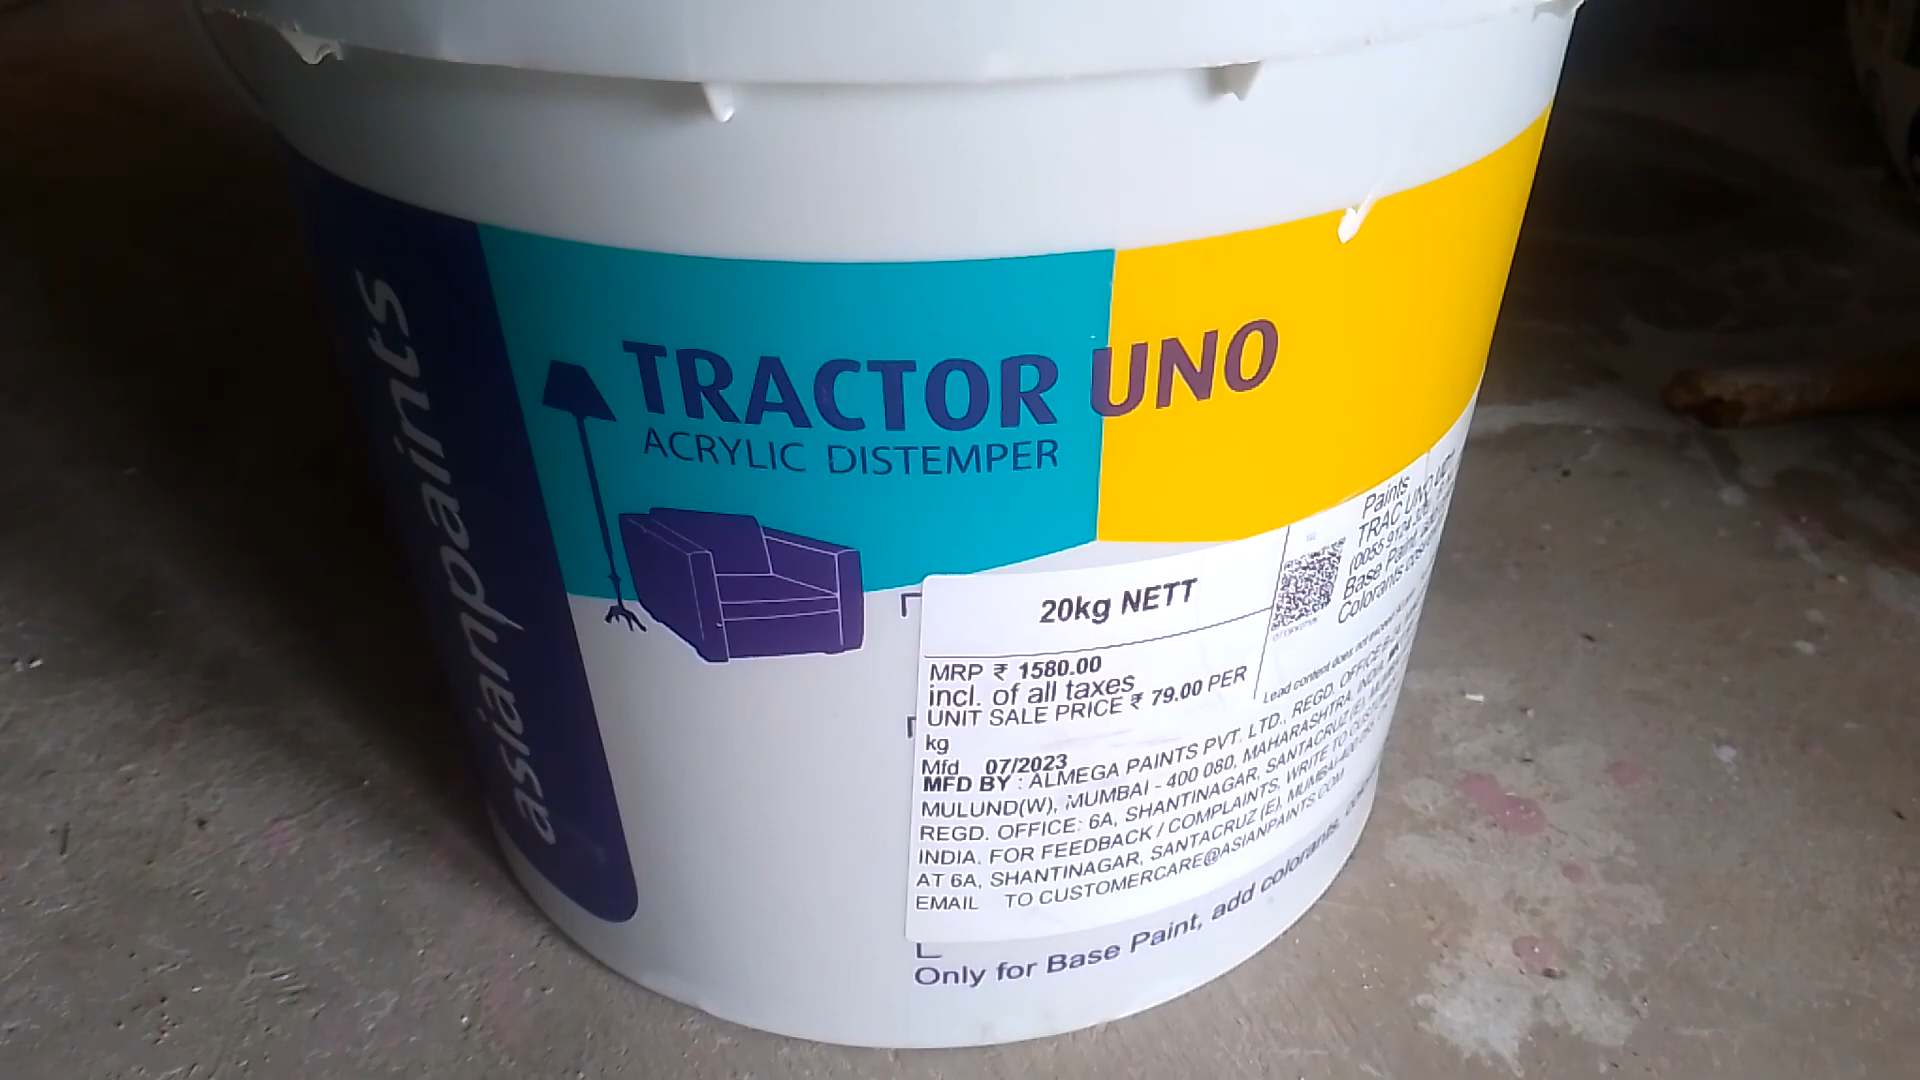 asianpaints
TRACTOR UNO
ACRYLIC DISTEMPER
20kg NETT
Paints
TRAC UNO
(0055
Base Paint
Colorants
MRP ₹ 1580.00
incl. of all taxes
UNIT SALE PRICE ₹ 79.00 PER
kg
Lead content does not exceed
Mfd 07/2023
MFD BY : ALMEGA PAINTS PVT. LTD., REGD. OFFICE
MULUND(W), MUMBAI - 400 080, MAHARASHTRA, INDIA,
REGD. OFFICE: 6A, SHANTINAGAR, SANTACRUZ (E),
INDIA. FOR FEEDBACK / COMPLAINTS, WRITE TO
AT 6A, SHANTINAGAR, SANTACRUZ (E), MUMBAI-400
EMAIL TO CUSTOMERCARE@ASIANPAINTS.COM
Only for Base Paint, add colorants